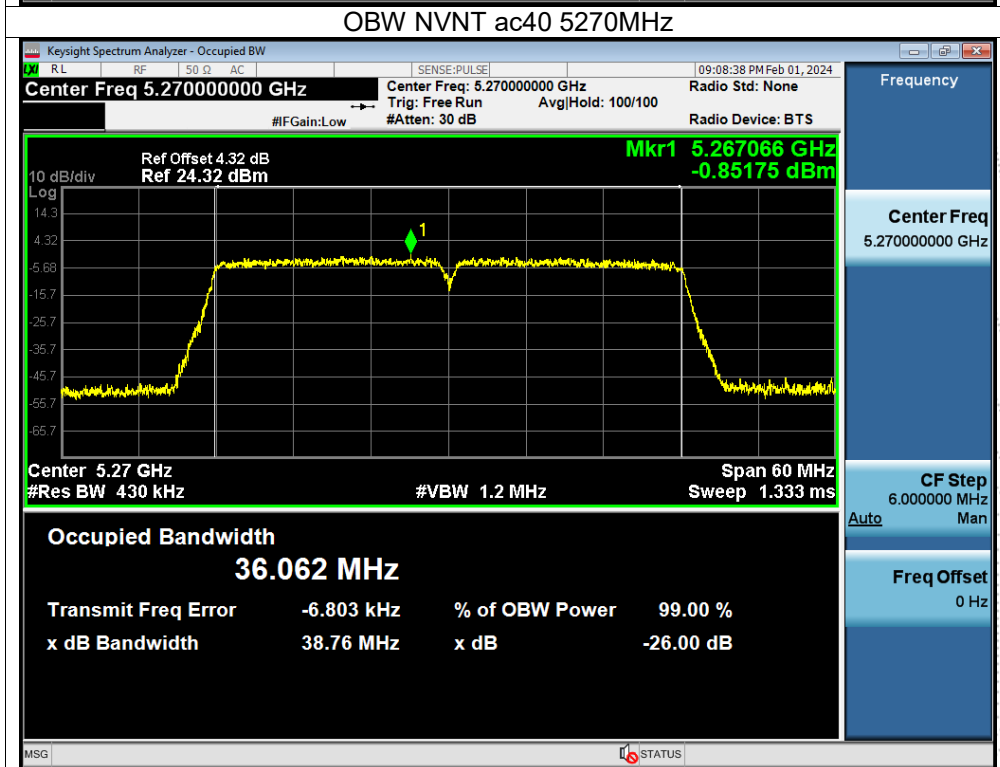 OBW NVNT ac40 5270MHz
Keysight Spectrum Analyzer - Occupied BW
LXI RL RF 50 Ω AC SENSE:PULSE 09:08:38 PM Feb 01, 2024
Center Freq 5.270000000 GHz
Center Freq: 5.270000000 GHz Radio Std: None
Trig: Free Run Avg|Hold: 100/100
#IFGain:Low #Atten: 30 dB Radio Device: BTS
Frequency
Mkr1 5.267066 GHz
-0.85175 dBm
Ref Offset 4.32 dB
10 dB/div Ref 24.32 dBm
Log
14.3
4.32
-5.68
-15.7
-25.7
-35.7
-45.7
-55.7
-65.7
1
Center 5.27 GHz Span 60 MHz
#Res BW 430 kHz #VBW 1.2 MHz Sweep 1.333 ms
Center Freq
5.270000000 GHz
CF Step
6.000000 MHz
Auto Man
Freq Offset
0 Hz
Occupied Bandwidth
36.062 MHz
Transmit Freq Error -6.803 kHz % of OBW Power 99.00 %
x dB Bandwidth 38.76 MHz x dB -26.00 dB
MSG STATUS